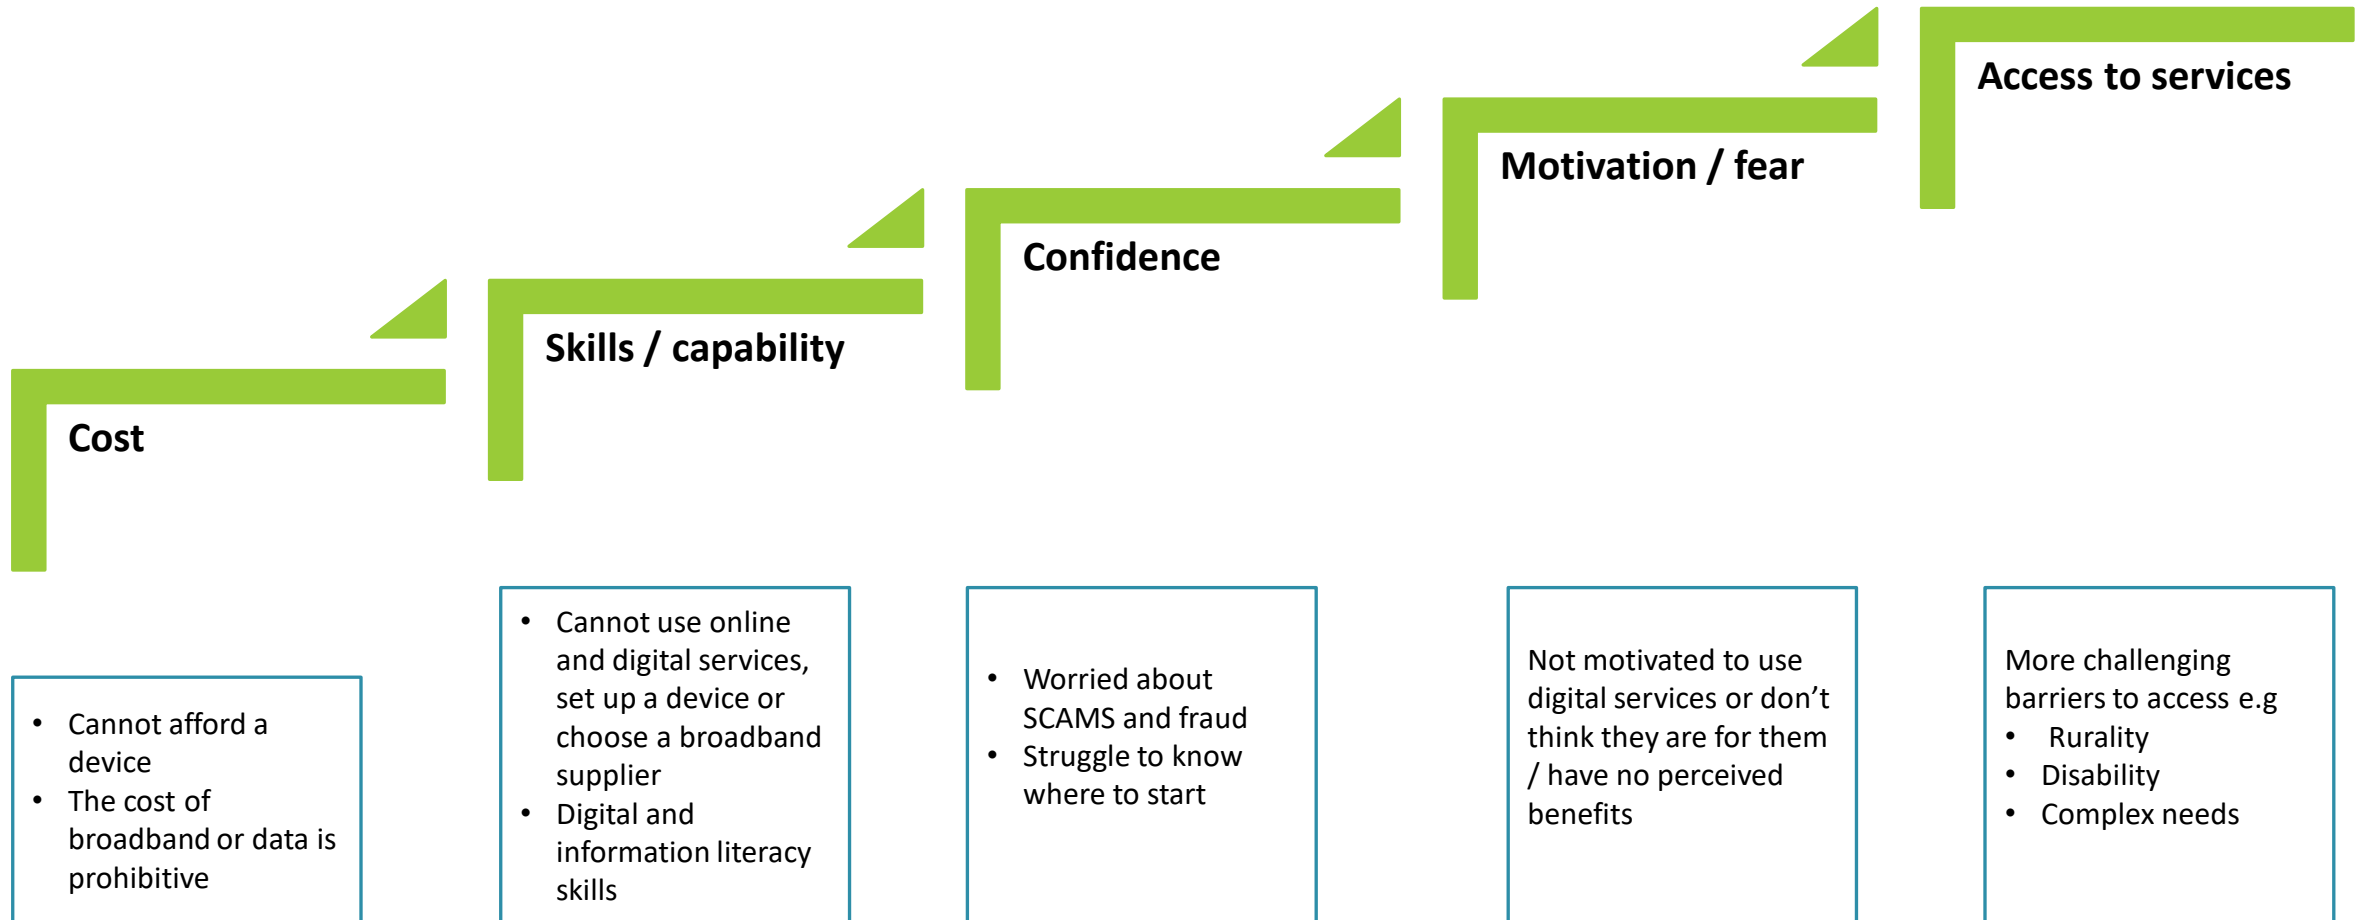 Cost
Skills / capability
Confidence
Motivation / fear
Access to services
• Cannot afford a
device
• The cost of
broadband or data is
prohibitive
• Cannot use online
and digital services,
set up a device or
choose a broadband
supplier
• Digital and
information literacy
skills
• Worried about
SCAMS and fraud
• Struggle to know
where to start
Not motivated to use
digital services or don’t
think they are for them
/ have no perceived
benefits
More challenging
barriers to access e.g
• Rurality
• Disability
• Complex needs